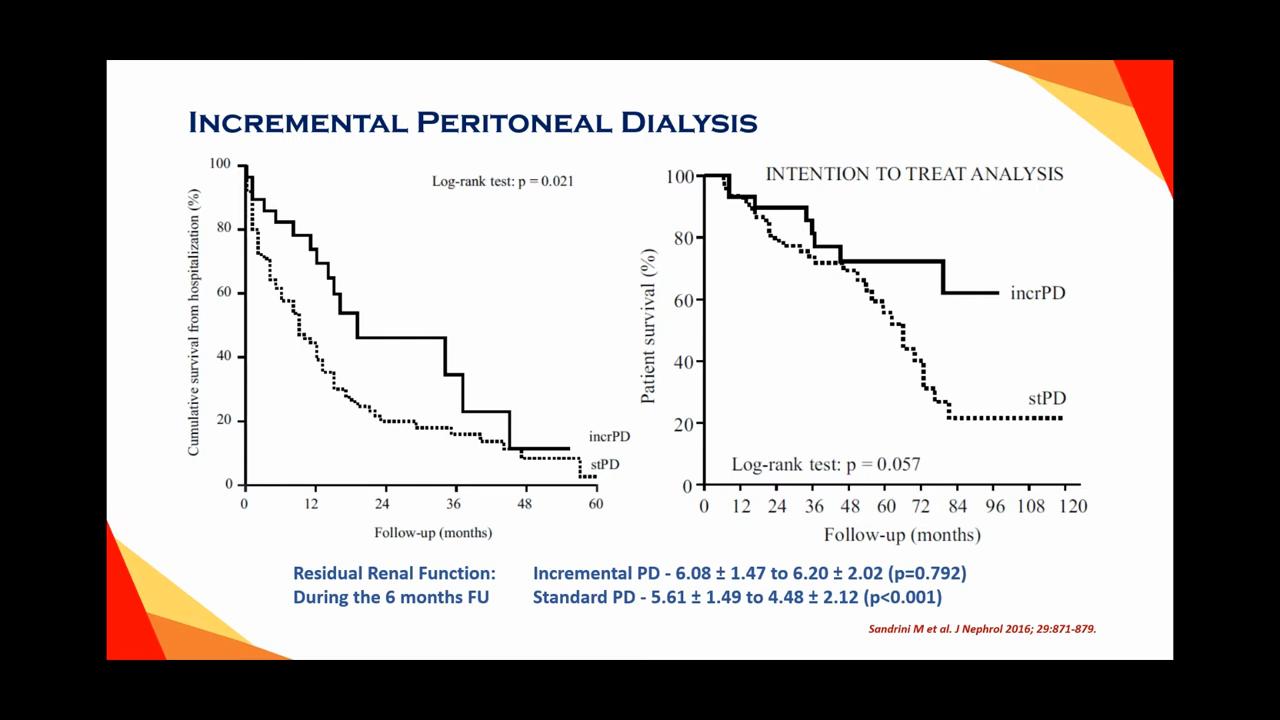 INCREMENTAL PERITONEAL DIALYSIS
100
80
60
40
20
0
Cumulative survival from hospitalization (%)
Log-rank test: p = 0.021
incrPD
stPD
0 12 24 36 48 60
Follow-up (months)
INTENTION TO TREAT ANALYSIS
100
80
60
40
20
0
Patient survival (%)
incrPD
stPD
Log-rank test: p = 0.057
0 12 24 36 48 60 72 84 96 108 120
Follow-up (months)
Residual Renal Function: Incremental PD - 6.08 ± 1.47 to 6.20 ± 2.02 (p=0.792)
During the 6 months FU Standard PD - 5.61 ± 1.49 to 4.48 ± 2.12 (p<0.001)
Sandrini M et al. J Nephrol 2016; 29:871-879.